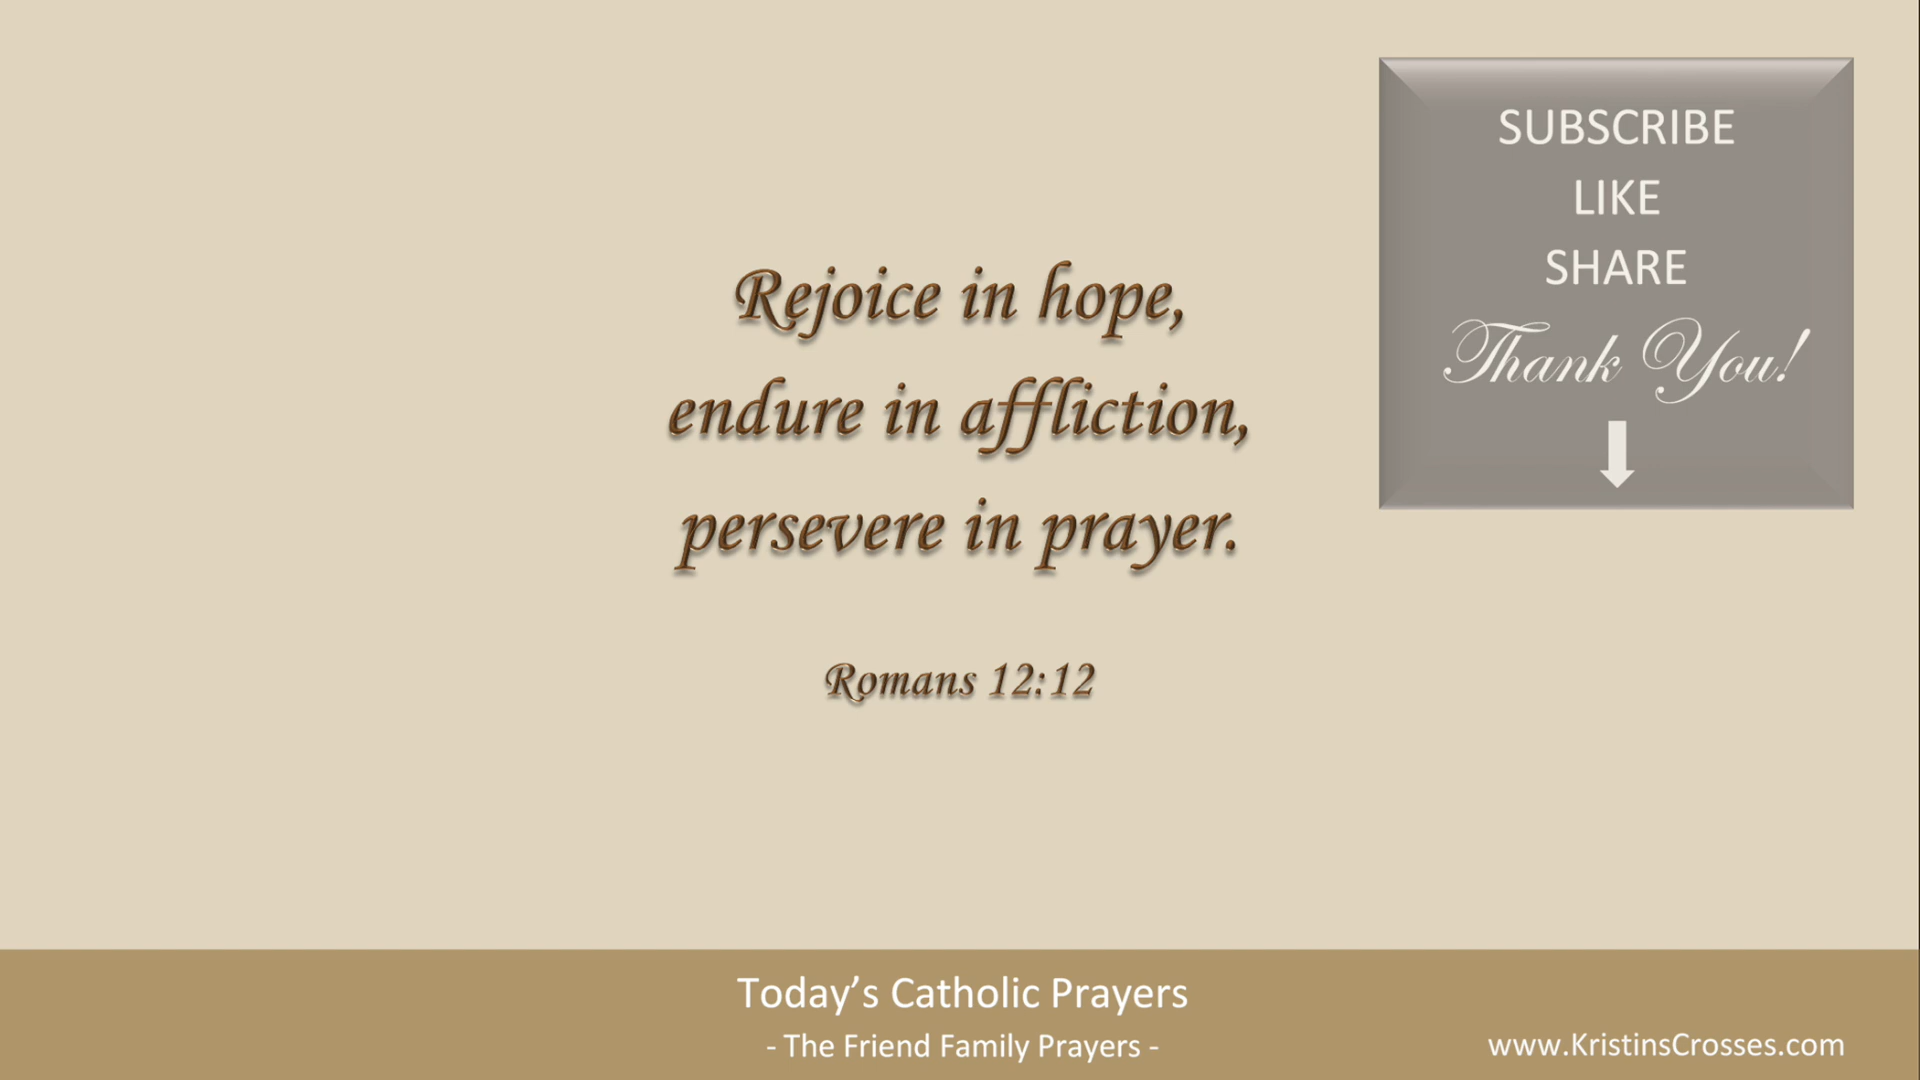 Rejoice in hope,
endure in affliction,
persevere in prayer.
Romans 12:12
SUBSCRIBE
LIKE
SHARE
Thank You!
Today’s Catholic Prayers
- The Friend Family Prayers -
www.KristinsCrosses.com